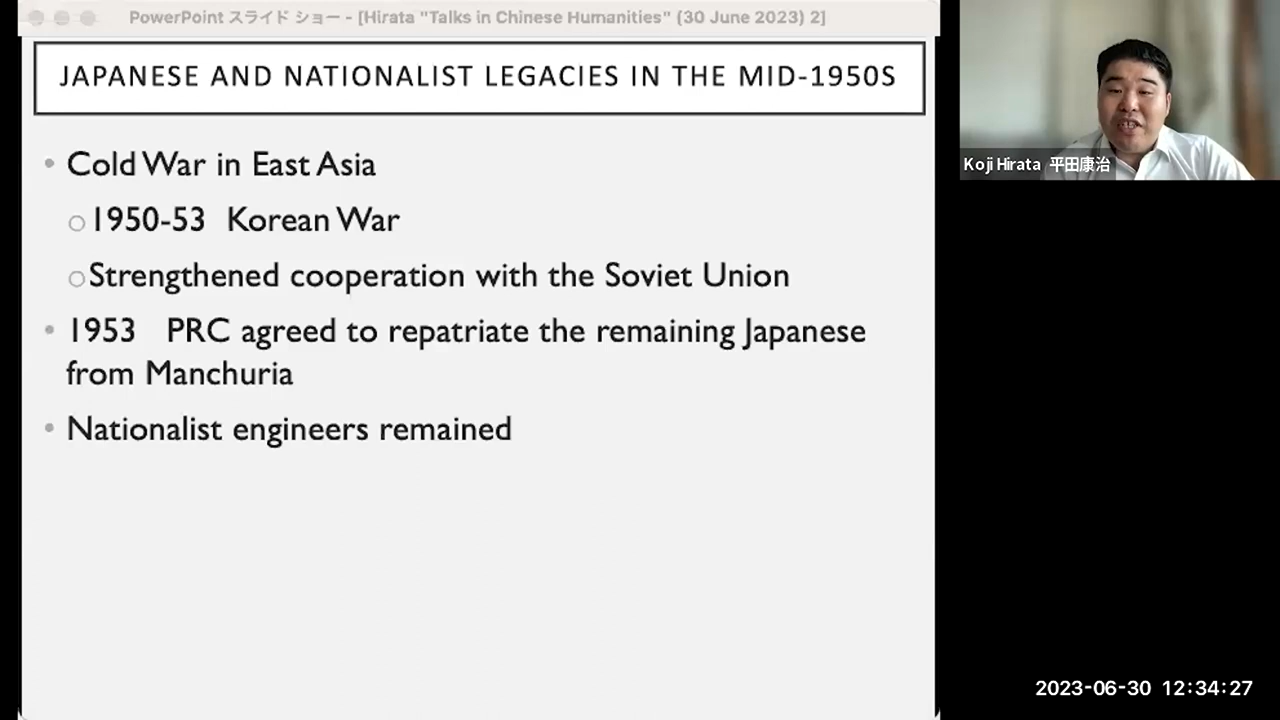 PowerPoint スライド ショー - [Hirata "Talks in Chinese Humanities" (30 June 2023) 2]
JAPANESE AND NATIONALIST LEGACIES IN THE MID-1950S
• Cold War in East Asia
○ 1950-53 Korean War
○ Strengthened cooperation with the Soviet Union
• 1953 PRC agreed to repatriate the remaining Japanese
from Manchuria
• Nationalist engineers remained
Koji Hirata 平田康治
2023-06-30 12:34:27